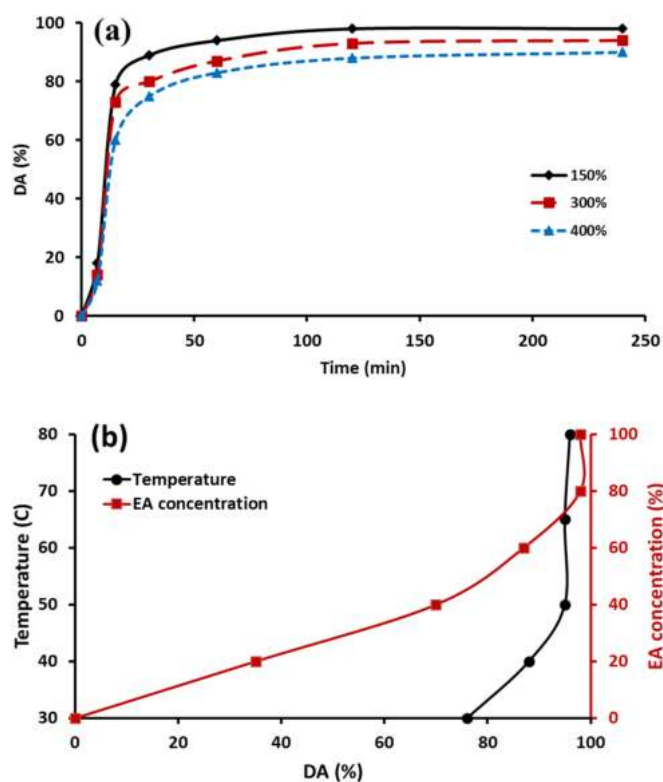 (a)
100
80
60
40
20
0
DA (%)
150%
300%
400%
0 50 100 150 200 250
Time (min)
(b)
80
70
60
50
40
30
Temperature (C)
Temperature
EA concentration
100
80
60
40
20
0
EA concentration (%)
0 20 40 60 80 100
DA (%)